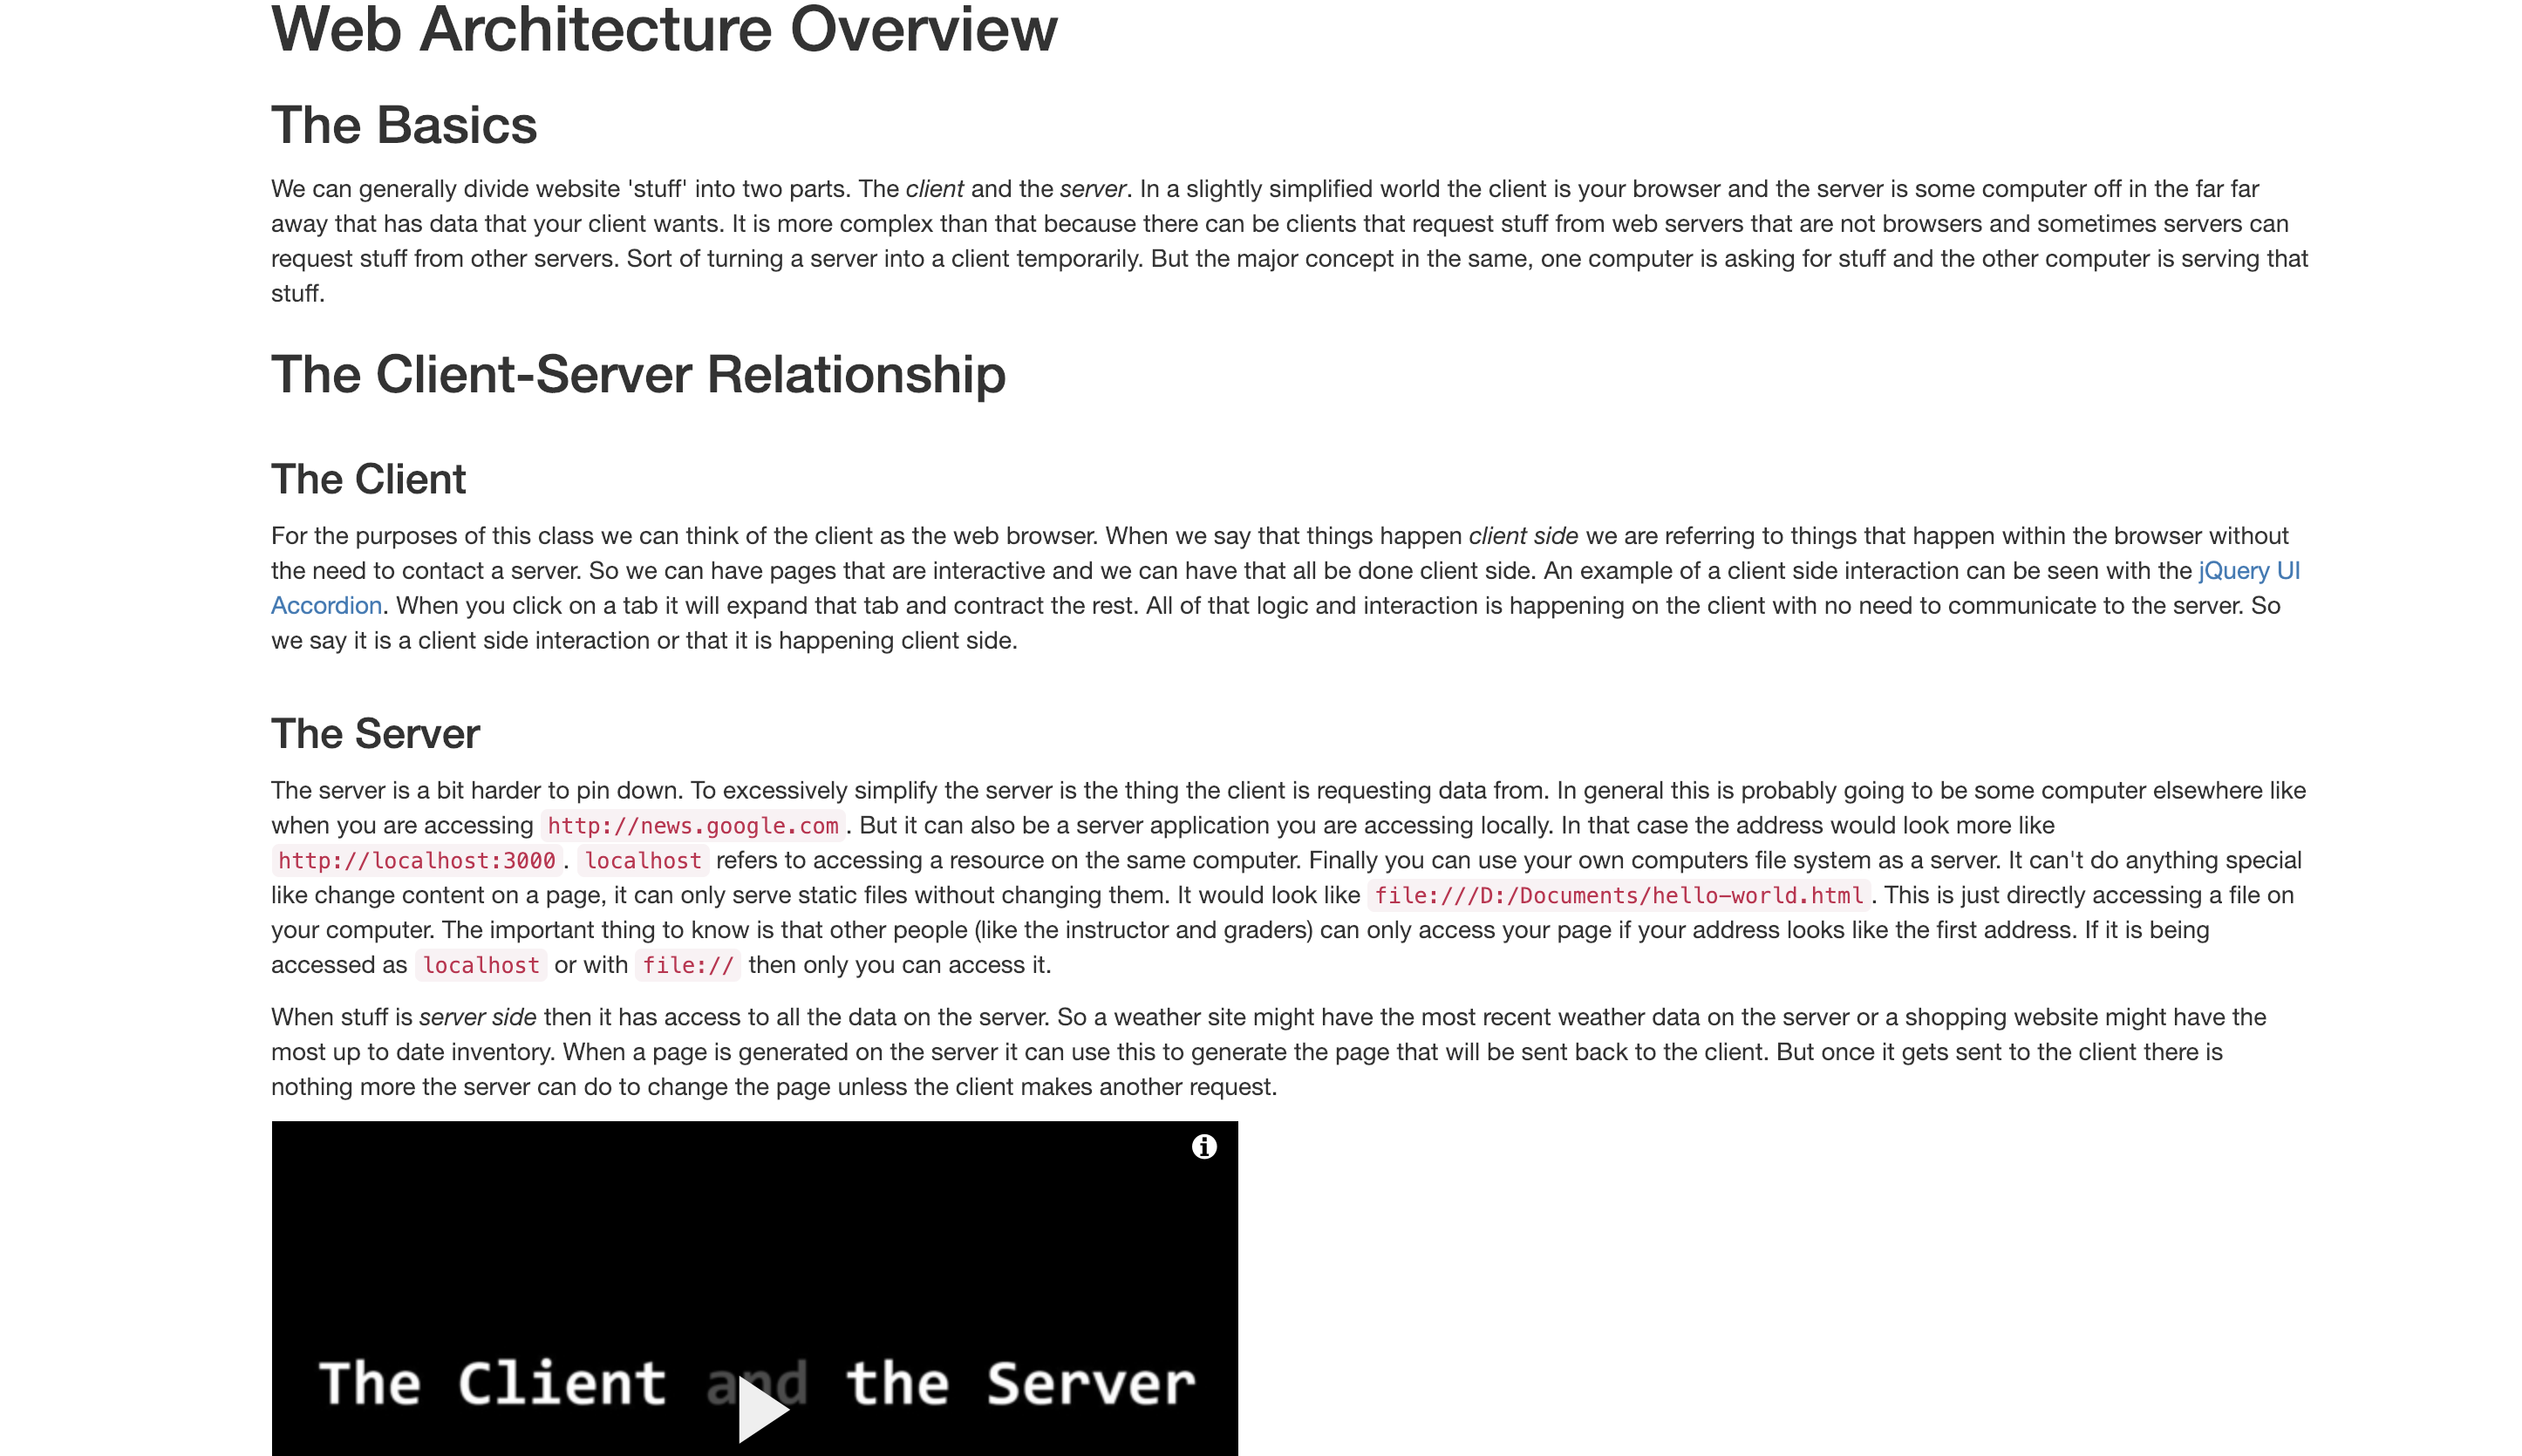 Web Architecture Overview
The Basics
We can generally divide website 'stuff' into two parts. The client and the server. In a slightly simplified world the client is your browser and the server is some computer off in the far far
away that has data that your client wants. It is more complex than that because there can be clients that request stuff from web servers that are not browsers and sometimes servers can
request stuff from other servers. Sort of turning a server into a client temporarily. But the major concept in the same, one computer is asking for stuff and the other computer is serving that
stuff.
The Client-Server Relationship
The Client
For the purposes of this class we can think of the client as the web browser. When we say that things happen client side we are referring to things that happen within the browser without
the need to contact a server. So we can have pages that are interactive and we can have that all be done client side. An example of a client side interaction can be seen with the jQuery UI
Accordion. When you click on a tab it will expand that tab and contract the rest. All of that logic and interaction is happening on the client with no need to communicate to the server. So
we say it is a client side interaction or that it is happening client side.
The Server
The server is a bit harder to pin down. To excessively simplify the server is the thing the client is requesting data from. In general this is probably going to be some computer elsewhere like
when you are accessing http://news.google.com. But it can also be a server application you are accessing locally. In that case the address would look more like
http://localhost:3000. localhost refers to accessing a resource on the same computer. Finally you can use your own computers file system as a server. It can't do anything special
like change content on a page, it can only serve static files without changing them. It would look like file:///D:/Documents/hello-world.html. This is just directly accessing a file on
your computer. The important thing to know is that other people (like the instructor and graders) can only access your page if your address looks like the first address. If it is being
accessed as localhost or with file:// then only you can access it.
When stuff is server side then it has access to all the data on the server. So a weather site might have the most recent weather data on the server or a shopping website might have the
most up to date inventory. When a page is generated on the server it can use this to generate the page that will be sent back to the client. But once it gets sent to the client there is
nothing more the server can do to change the page unless the client makes another request.
The Client and the Server